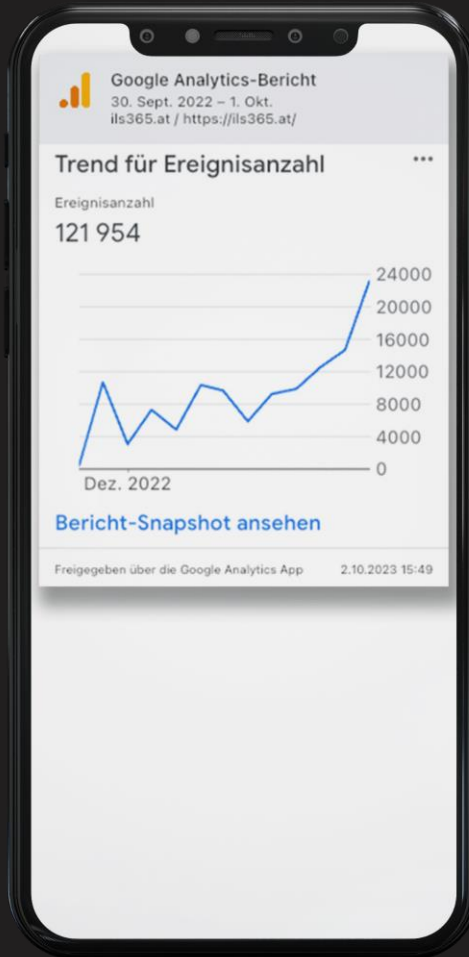 Google Analytics-Bericht
30. Sept. 2022 – 1. Okt.
ils365.at / https://ils365.at/
Trend für Ereignisanzahl
Ereignisanzahl
121 954
24000
20000
16000
12000
8000
4000
0
Dez. 2022
Bericht-Snapshot ansehen
Freigegeben über die Google Analytics App 2.10.2023 15:49